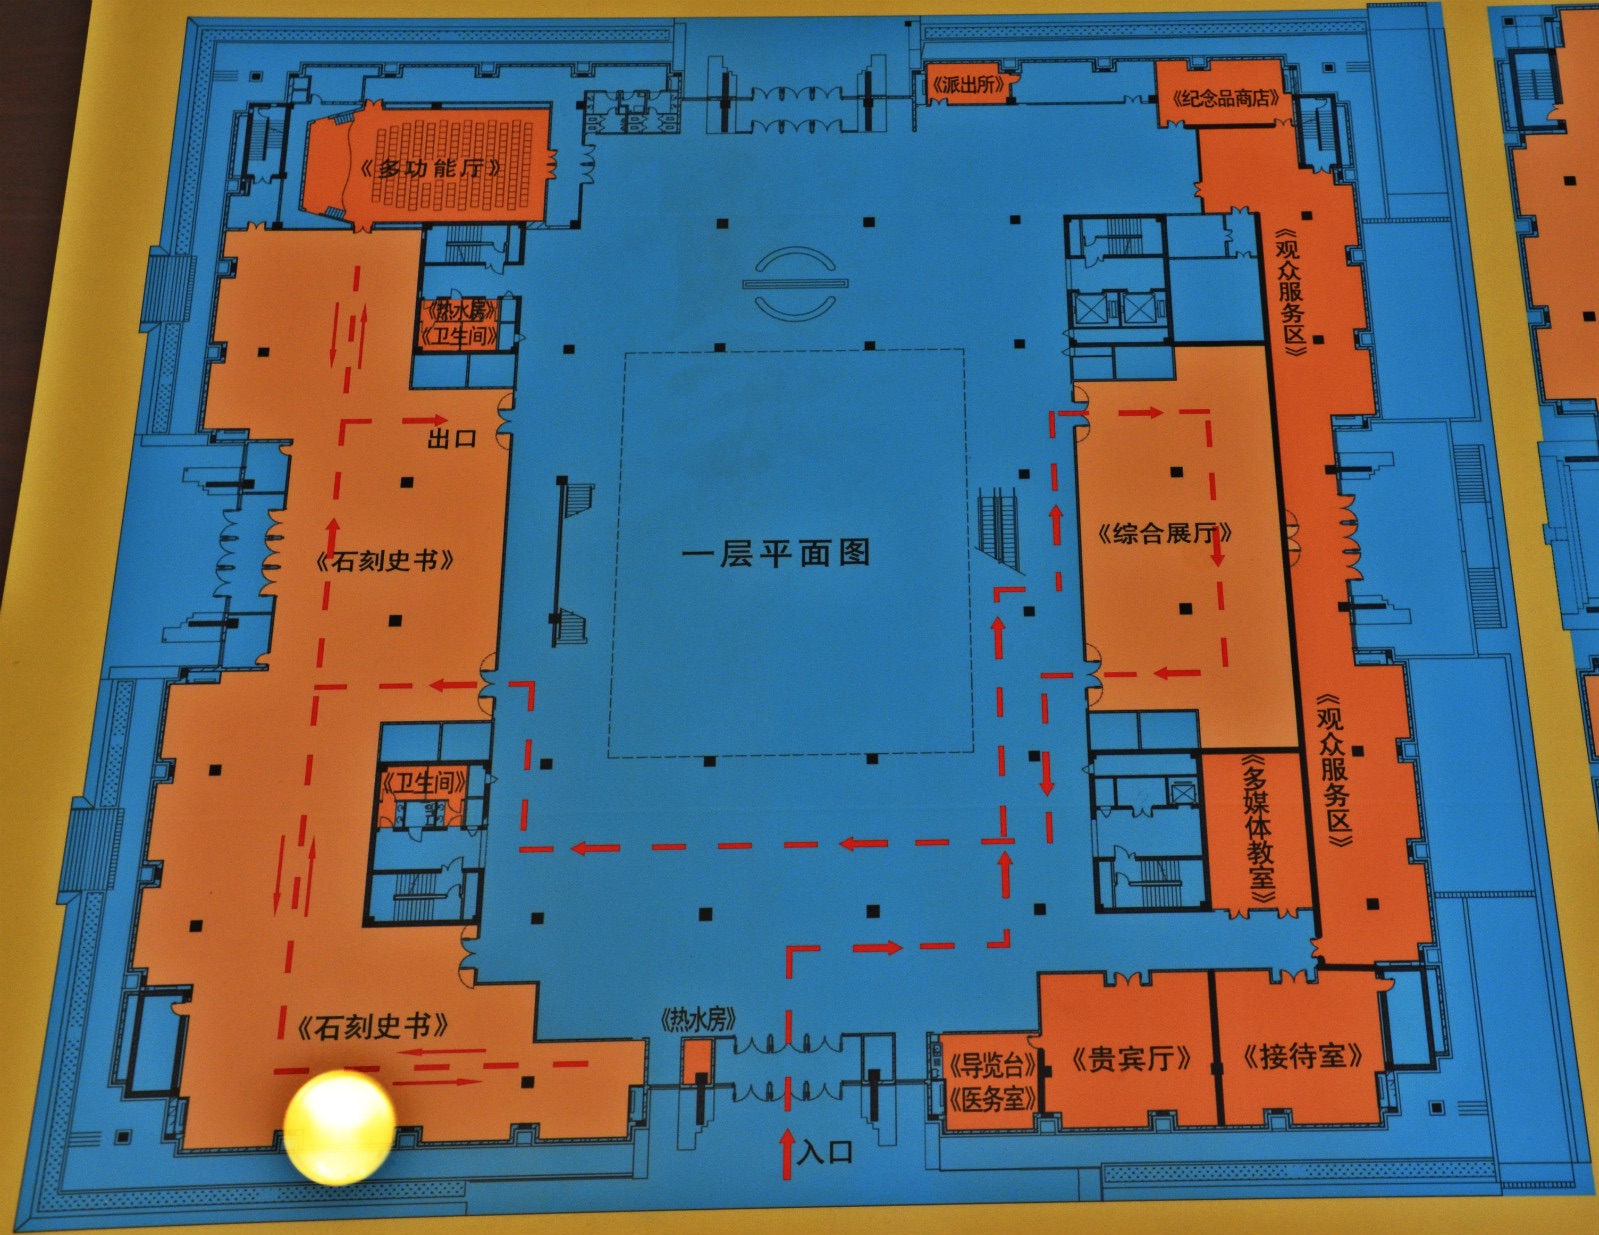 《派出所》
《纪念品商店》
《多功能厅》
《观众服务区》
《热水房》
《卫生间》
出口
《石刻史书》
一层平面图
《综合展厅》
《观众服务区》
《卫生间》
《多媒体教室》
《石刻史书》
《热水房》
《导览台》
《医务室》
《贵宾厅》
《接待室》
入口